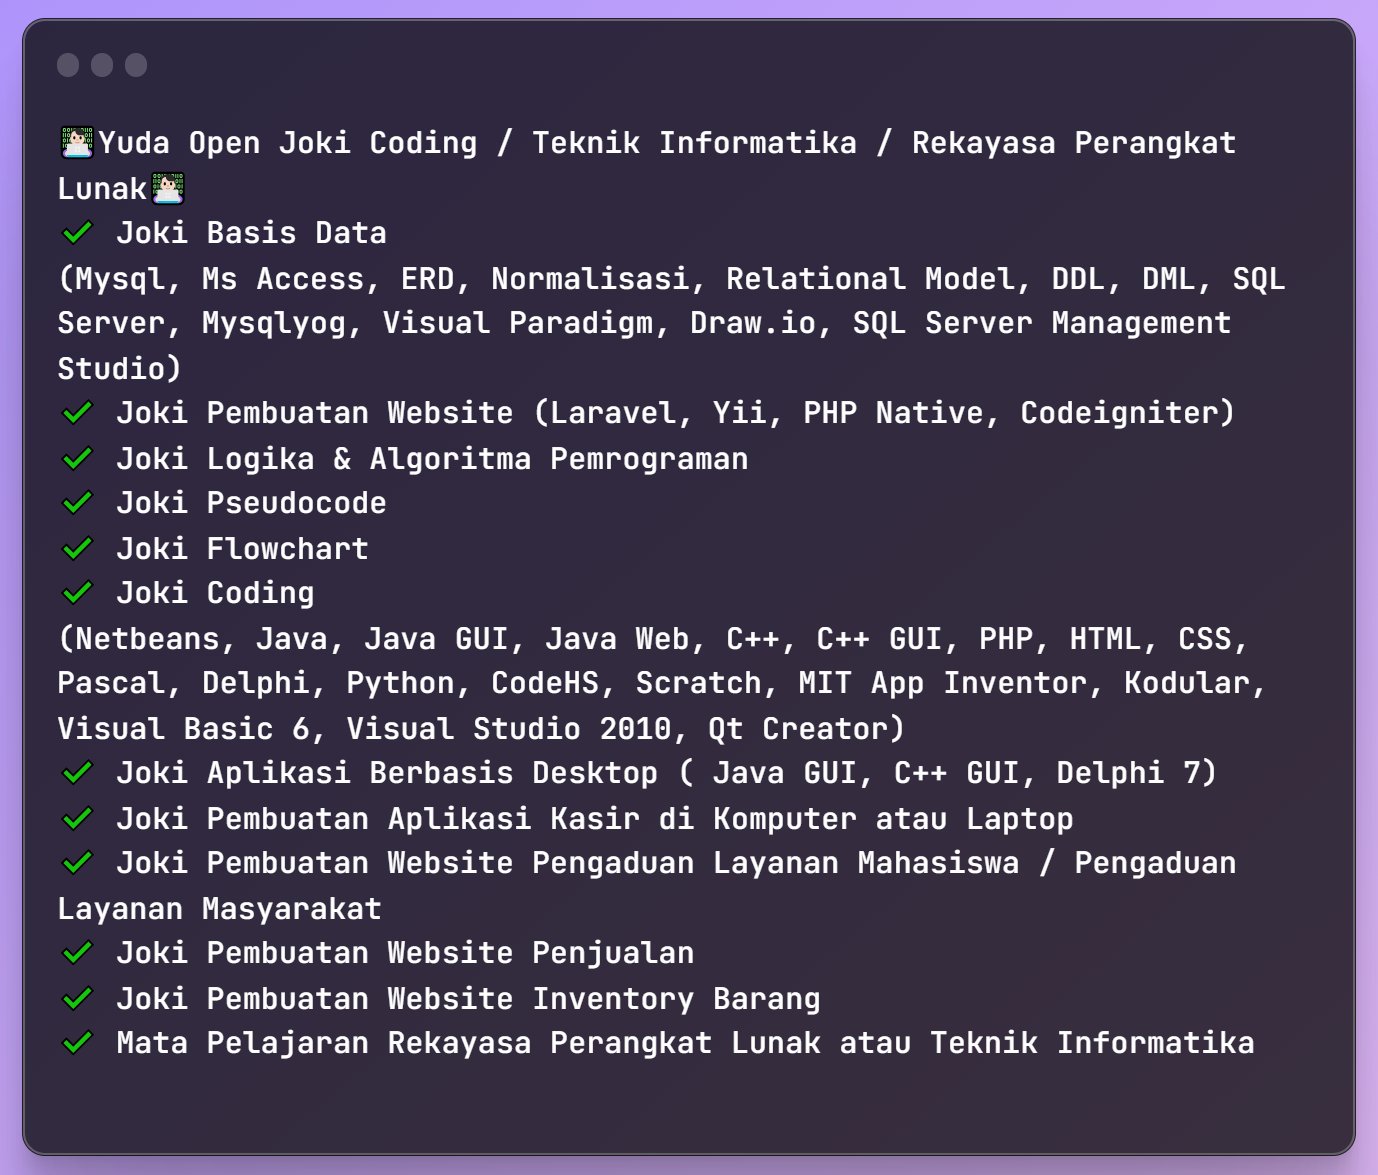 👨🏻‍💻Yuda Open Joki Coding / Teknik Informatika / Rekayasa Perangkat
Lunak👨🏻‍💻
✔ Joki Basis Data
(Mysql, Ms Access, ERD, Normalisasi, Relational Model, DDL, DML, SQL
Server, Mysqlyog, Visual Paradigm, Draw.io, SQL Server Management
Studio)
✔ Joki Pembuatan Website (Laravel, Yii, PHP Native, Codeigniter)
✔ Joki Logika & Algoritma Pemrograman
✔ Joki Pseudocode
✔ Joki Flowchart
✔ Joki Coding
(Netbeans, Java, Java GUI, Java Web, C++, C++ GUI, PHP, HTML, CSS,
Pascal, Delphi, Python, CodeHS, Scratch, MIT App Inventor, Kodular,
Visual Basic 6, Visual Studio 2010, Qt Creator)
✔ Joki Aplikasi Berbasis Desktop ( Java GUI, C++ GUI, Delphi 7)
✔ Joki Pembuatan Aplikasi Kasir di Komputer atau Laptop
✔ Joki Pembuatan Website Pengaduan Layanan Mahasiswa / Pengaduan
Layanan Masyarakat
✔ Joki Pembuatan Website Penjualan
✔ Joki Pembuatan Website Inventory Barang
✔ Mata Pelajaran Rekayasa Perangkat Lunak atau Teknik Informatika